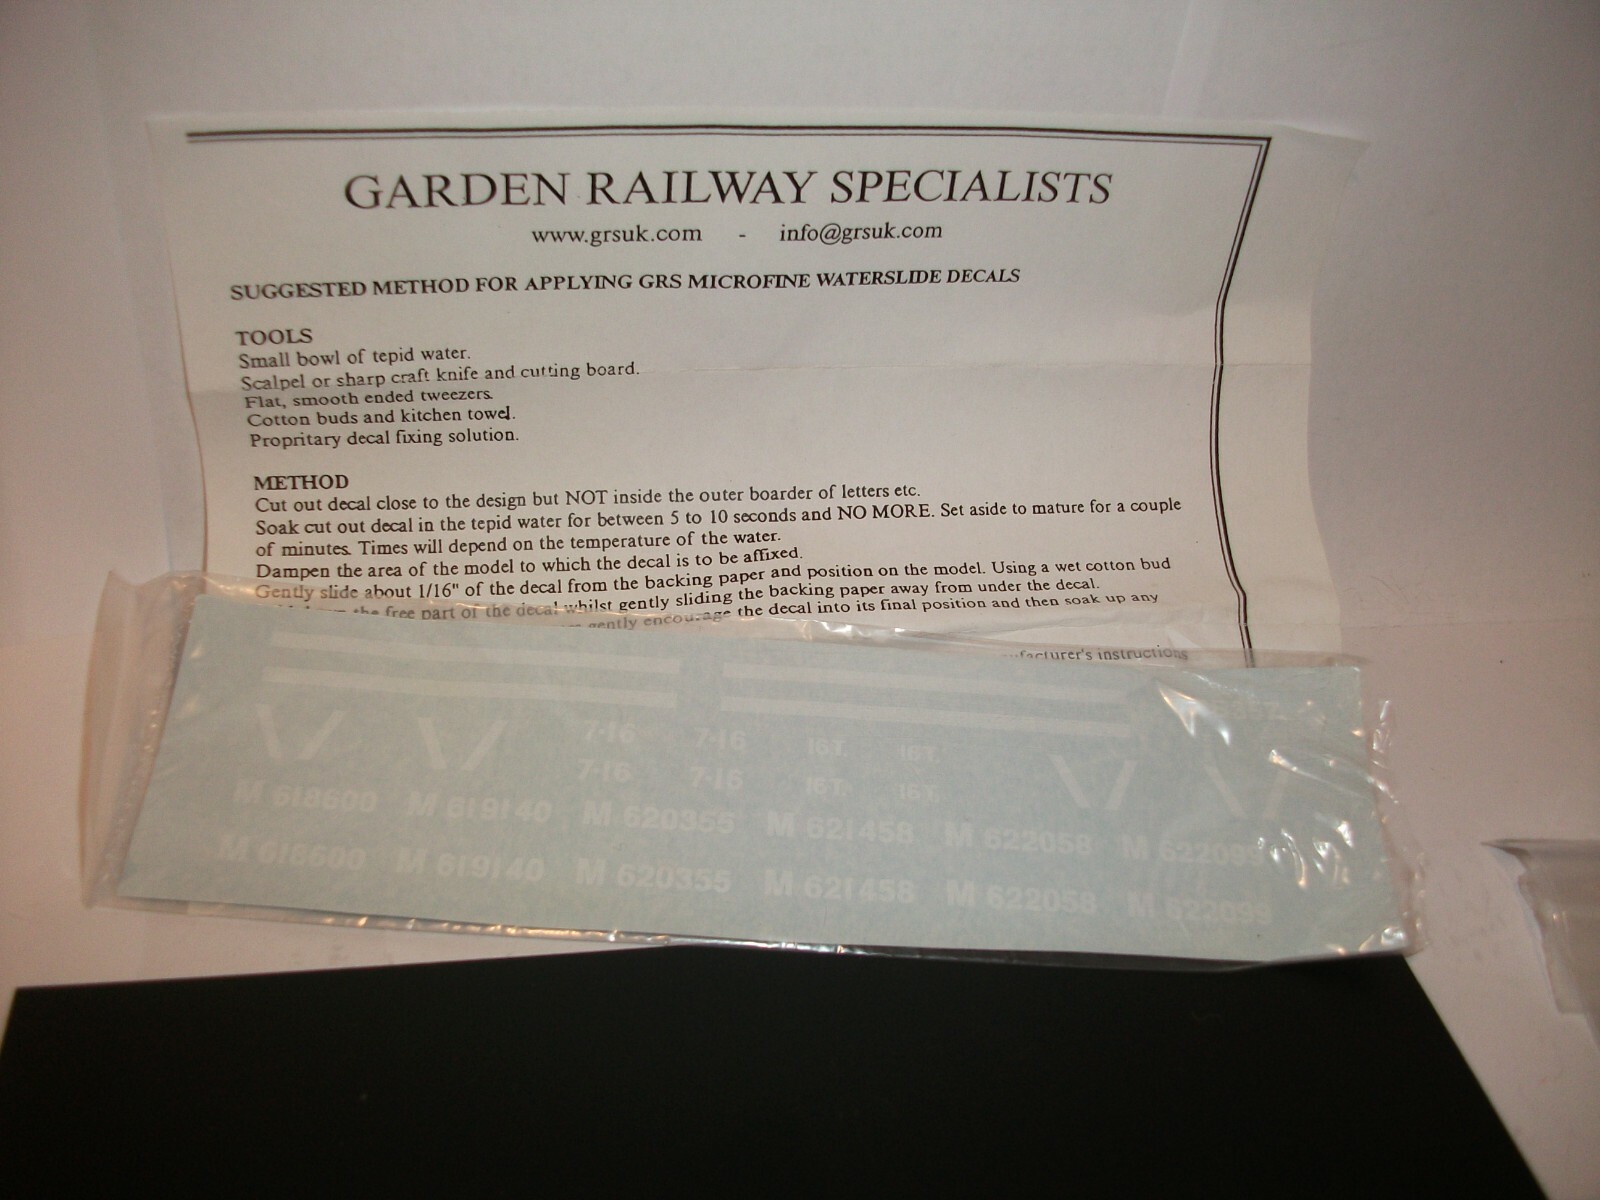 GARDEN RAILWAY SPECIALISTS
www.grsuk.com - info@grsuk.com
SUGGESTED METHOD FOR APPLYING GRS MICROFINE WATERSLIDE DECALS
TOOLS
Small bowl of tepid water.
Scalpel or sharp craft knife and cutting board.
Flat, smooth ended tweezers.
Cotton buds and kitchen towel.
Propritary decal fixing solution.
METHOD
Cut out decal close to the design but NOT inside the outer boarder of letters etc.
Soak cut out decal in the tepid water for between 5 to 10 seconds and NO MORE. Set aside to mature for a couple
of minutes. Times will depend on the temperature of the water.
Dampen the area of the model to which the decal is to be affixed.
Gently slide about 1/16" of the decal from the backing paper and position on the model. Using a wet cotton bud
the free part of the decal whilst gently sliding the backing paper away from under the decal.
gently encourage the decal into its final position and then soak up any
manufacturer's instructions
7-16 7-16 16T. 16T.
7-16 7-16 16T. 16T.
M 618600 M 619140 M 620355 M 621458 M 622058 M 622099
M 618600 M 619140 M 620355 M 621458 M 622058 M 622099